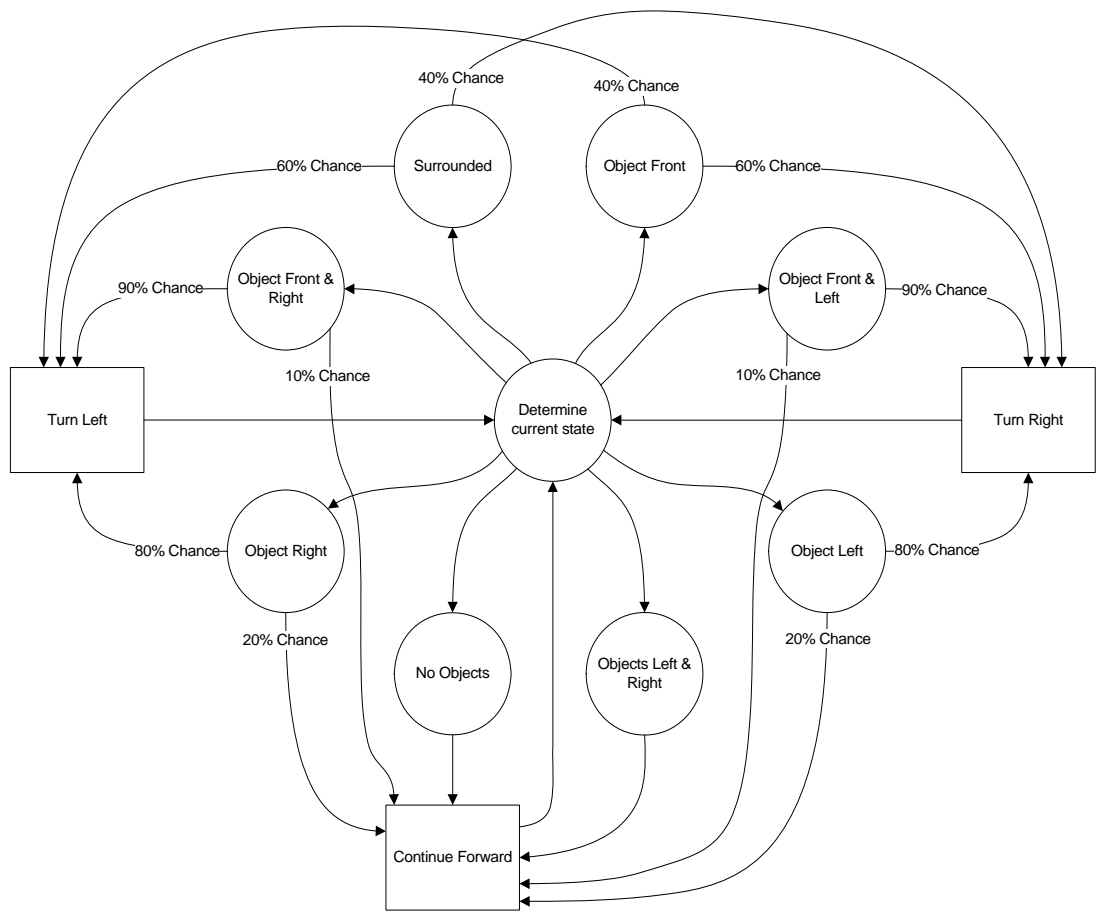 40% Chance
40% Chance
Surrounded
Object Front
60% Chance
60% Chance
Object Front &
Right
Object Front &
Left
90% Chance
90% Chance
10% Chance
10% Chance
Turn Left
Determine
current state
Turn Right
Object Right
Object Left
80% Chance
80% Chance
20% Chance
20% Chance
No Objects
Objects Left &
Right
Continue Forward